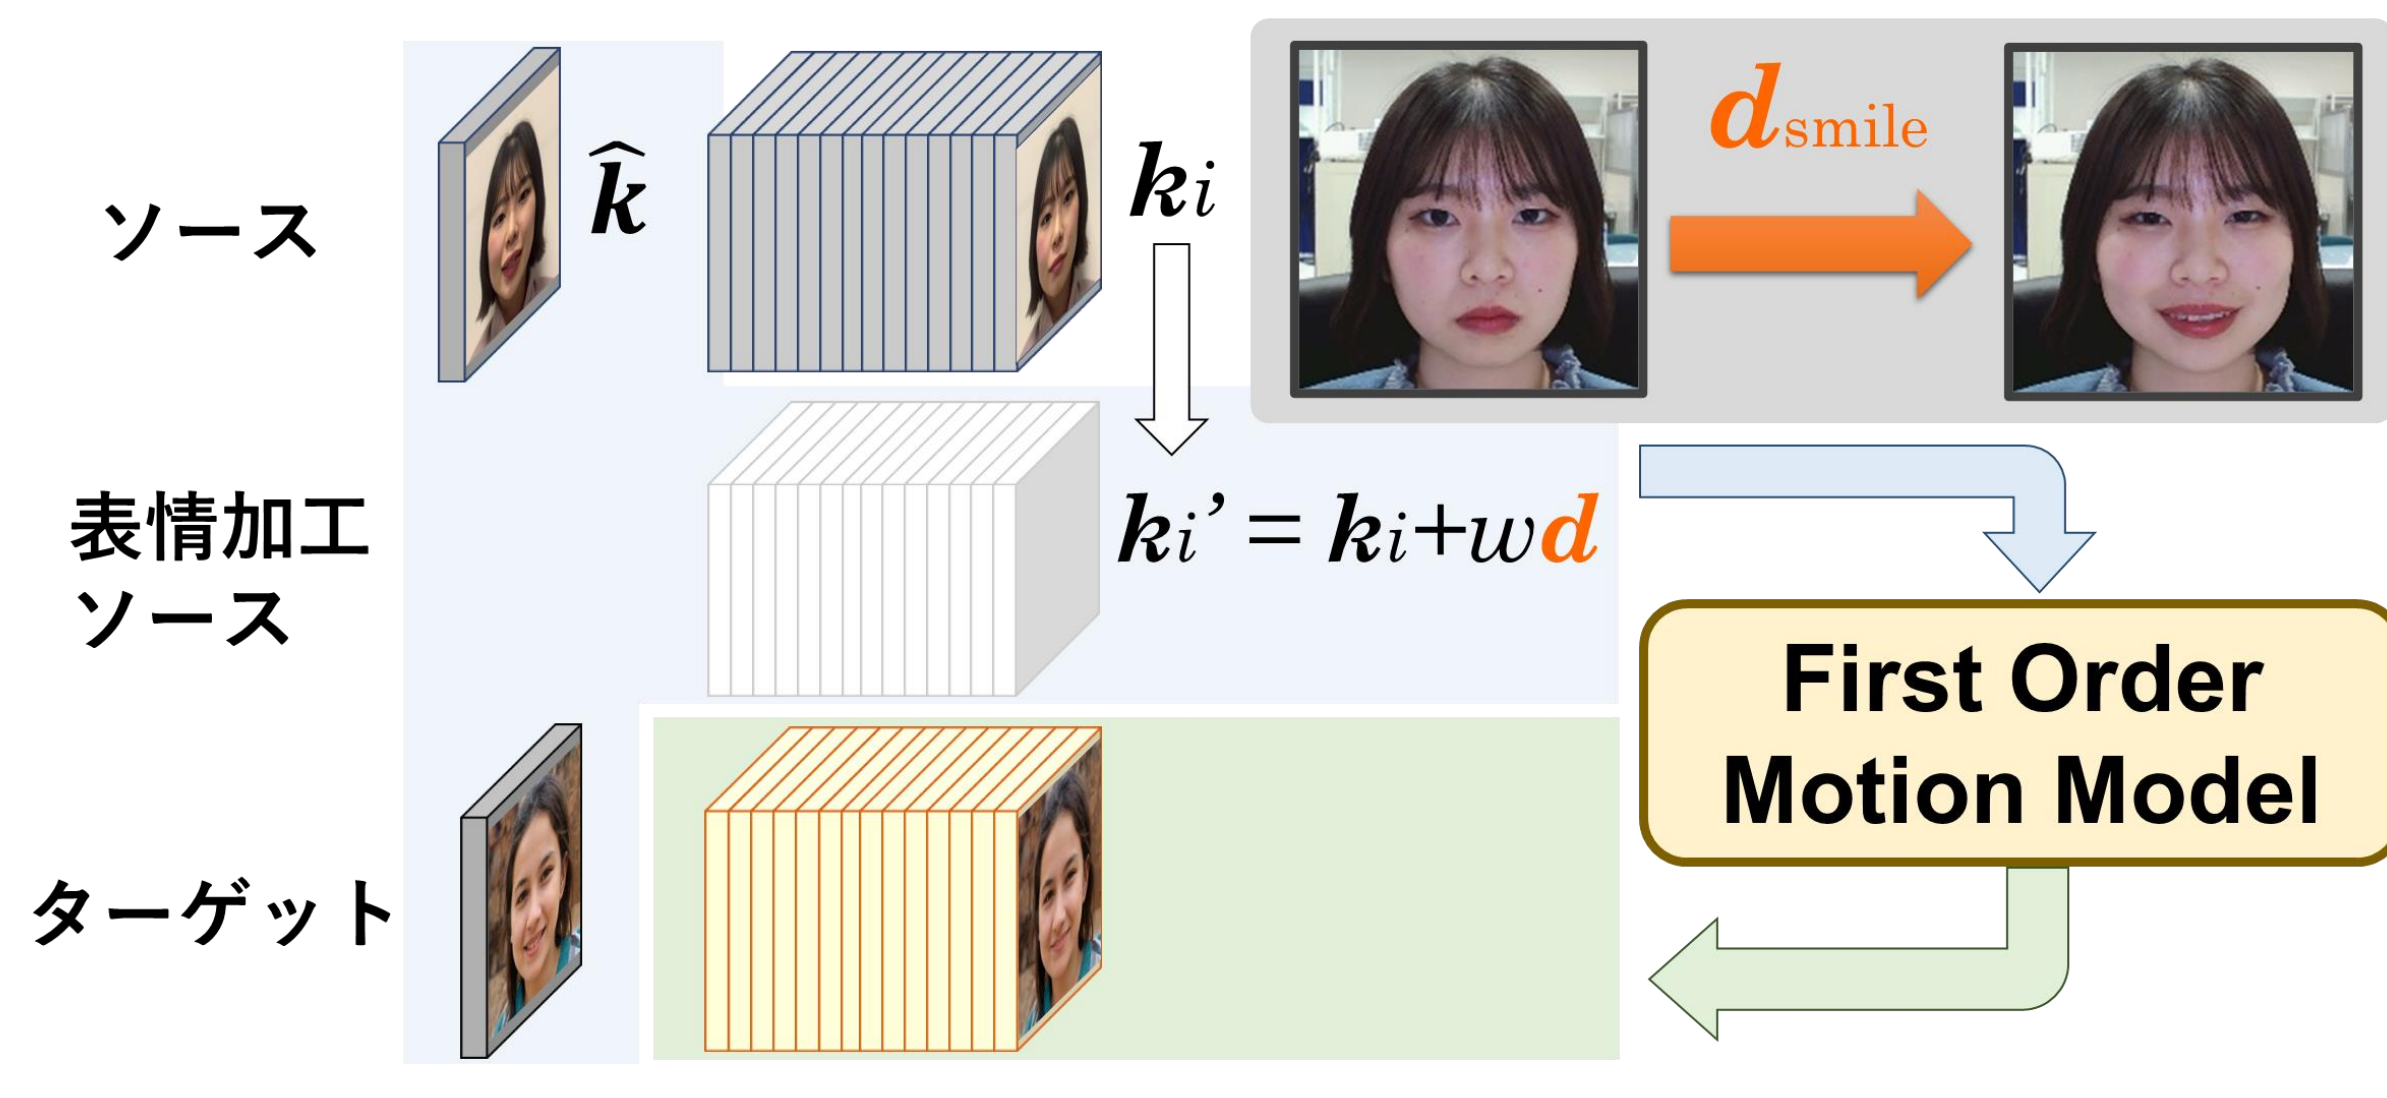 ソース
k̂
ki
dsmile
表情加工
ソース
ki’ = ki+wd
First Order
Motion Model
ターゲット